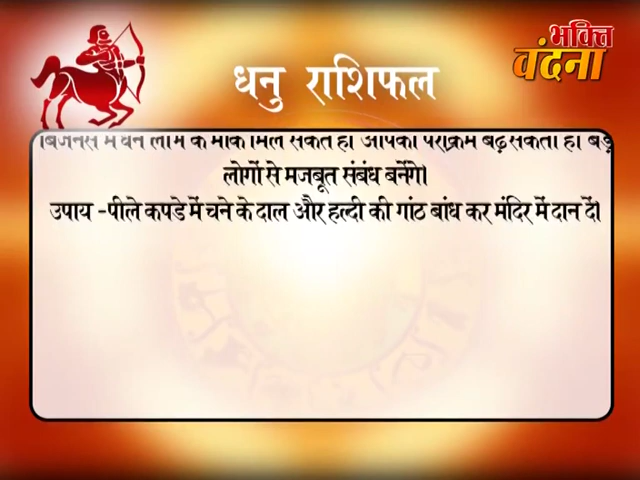 भक्ति
वंदना
धनु राशिफल
बिजनेस में धन लाभ के मौके मिल सकते है। आपका पराक्रम बढ़ सकता है। बड़े
लोगों से मजबूत संबंध बनेंगे।
उपाय -पीले कपडे में चने के दाल और हल्दी की गांठ बांध कर मंदिर में दान दें।